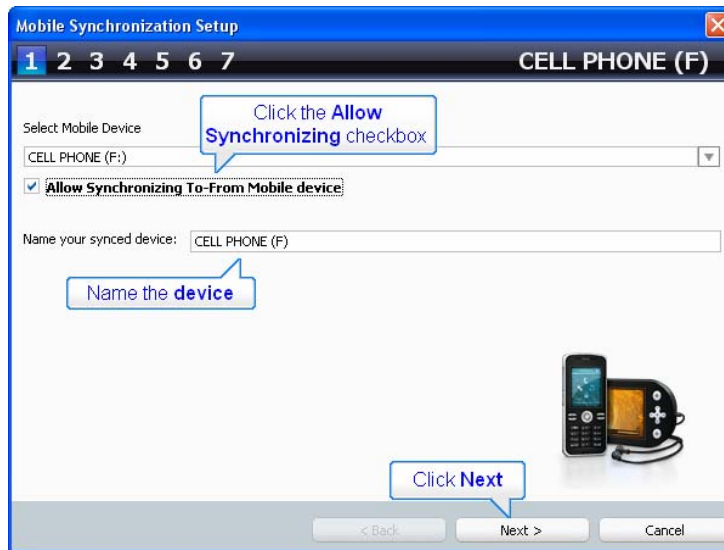 Mobile Synchronization Setup
1 2 3 4 5 6 7
CELL PHONE (F)
Click the Allow
Synchronizing checkbox
Select Mobile Device
CELL PHONE (F:)
Allow Synchronizing To-From Mobile device
Name your synced device:
CELL PHONE (F)
Name the device
Click Next
< Back
Next >
Cancel